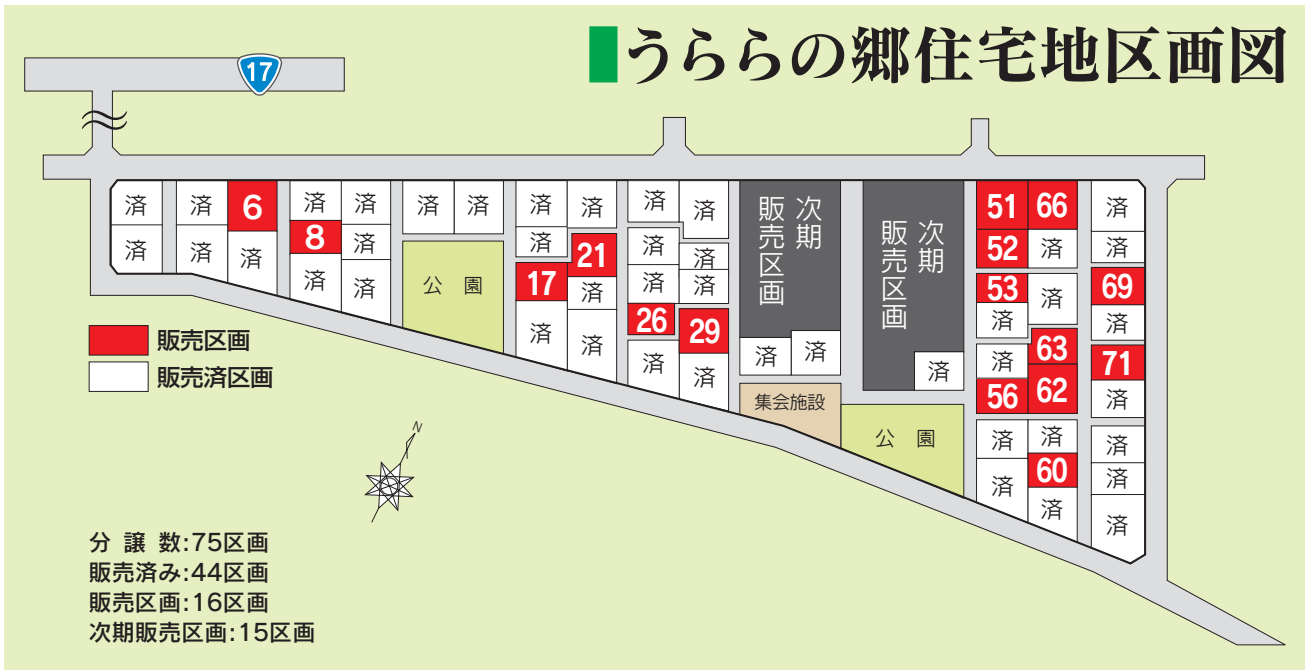 うららの郷住宅地区画図
17
済 済 6 済 済 済 済 済 済 済 済 次期 次期 51 66 済
販売区画 販売区画
済 済 済 8 済 済 21 済 済 52 済 済
済 済 公園 17 済 済 済 53 済 69
済 済 26 29 済 63 済
済 済 済 済 済 済 56 62 71
済
販売区画
販売済区画
集会施設
公園
済 済 済
済 60 済
済 済
N
分譲数:75区画
販売済み:44区画
販売区画:16区画
次期販売区画:15区画